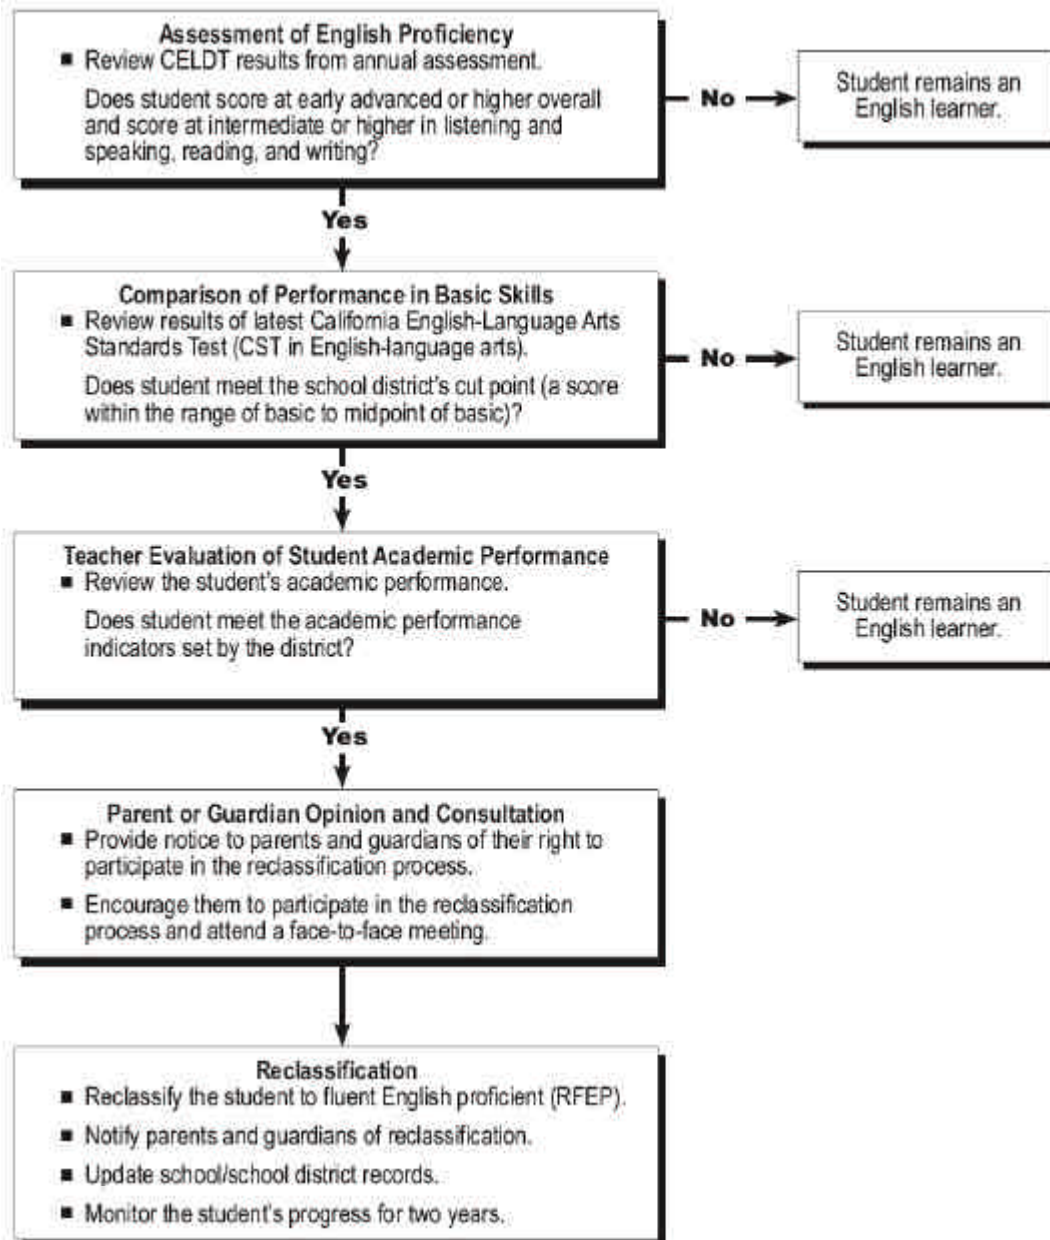 Assessment of English Proficiency
■ Review CELDT results from annual assessment.
Does student score at early advanced or higher overall
and score at intermediate or higher in listening and
speaking, reading, and writing?
No
Student remains an
English learner.
Yes
Comparison of Performance in Basic Skills
■ Review results of latest California English-Language Arts
Standards Test (CST in English-language arts).
Does student meet the school district's cut point (a score
within the range of basic to midpoint of basic)?
No
Student remains an
English learner.
Yes
Teacher Evaluation of Student Academic Performance
■ Review the student's academic performance.
Does student meet the academic performance
indicators set by the district?
No
Student remains an
English learner.
Yes
Parent or Guardian Opinion and Consultation
■ Provide notice to parents and guardians of their right to
participate in the reclassification process.
■ Encourage them to participate in the reclassification
process and attend a face-to-face meeting.
Reclassification
■ Reclassify the student to fluent English proficient (RFEP).
■ Notify parents and guardians of reclassification.
■ Update school/school district records.
■ Monitor the student's progress for two years.